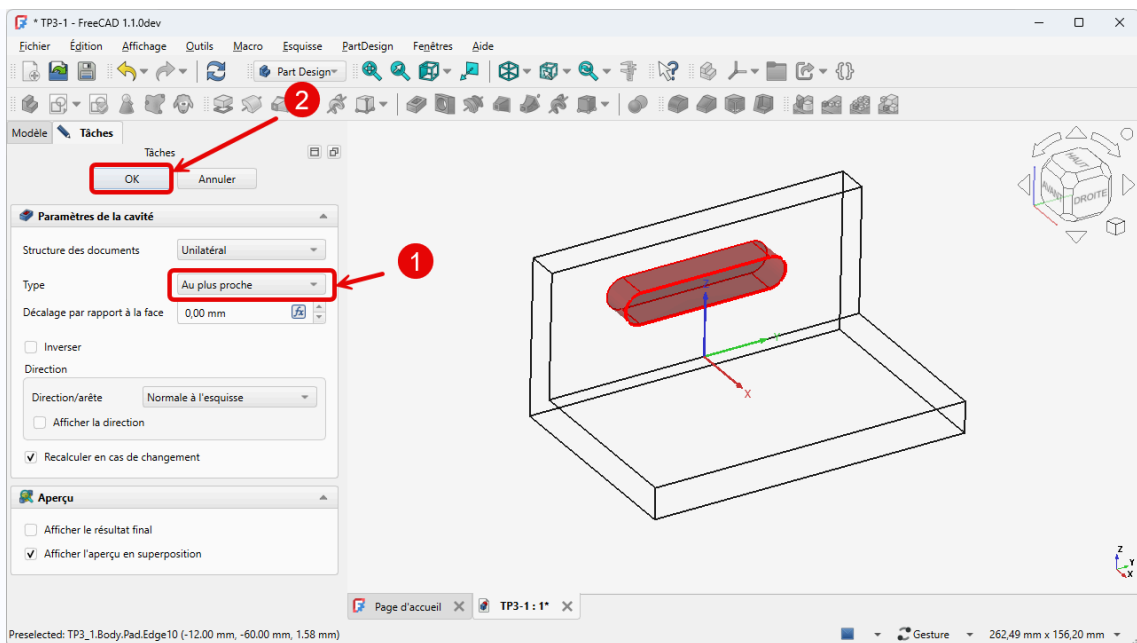 * TP3-1 - FreeCAD 1.1.0dev
Fichier Édition Affichage Outils Macro Esquisse PartDesign Fenêtres Aide
Part Design
2
Modèle Tâches
Tâches
OK Annuler
Paramètres de la cavité
Structure des documents Unilatéral
1
Type Au plus proche
Décalage par rapport à la face 0,00 mm fx
Inverser
Direction
Direction/arête Normale à l'esquisse
Afficher la direction
Recalculer en cas de changement
Aperçu
Afficher le résultat final
Afficher l'aperçu en superposition
HAUT
AVANT DROITE
Z
Y
X
Z
Y
X
Page d'accueil TP3-1 : 1*
Preselected: TP3_1.Body.Pad.Edge10 (-12.00 mm, -60.00 mm, 1.58 mm) Gesture 262,49 mm x 156,20 mm